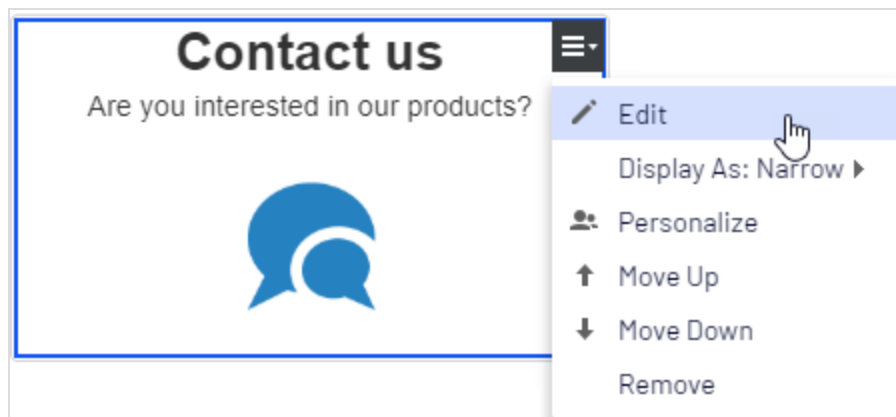 Contact us
Are you interested in our products?
Edit
Display As: Narrow
Personalize
Move Up
Move Down
Remove